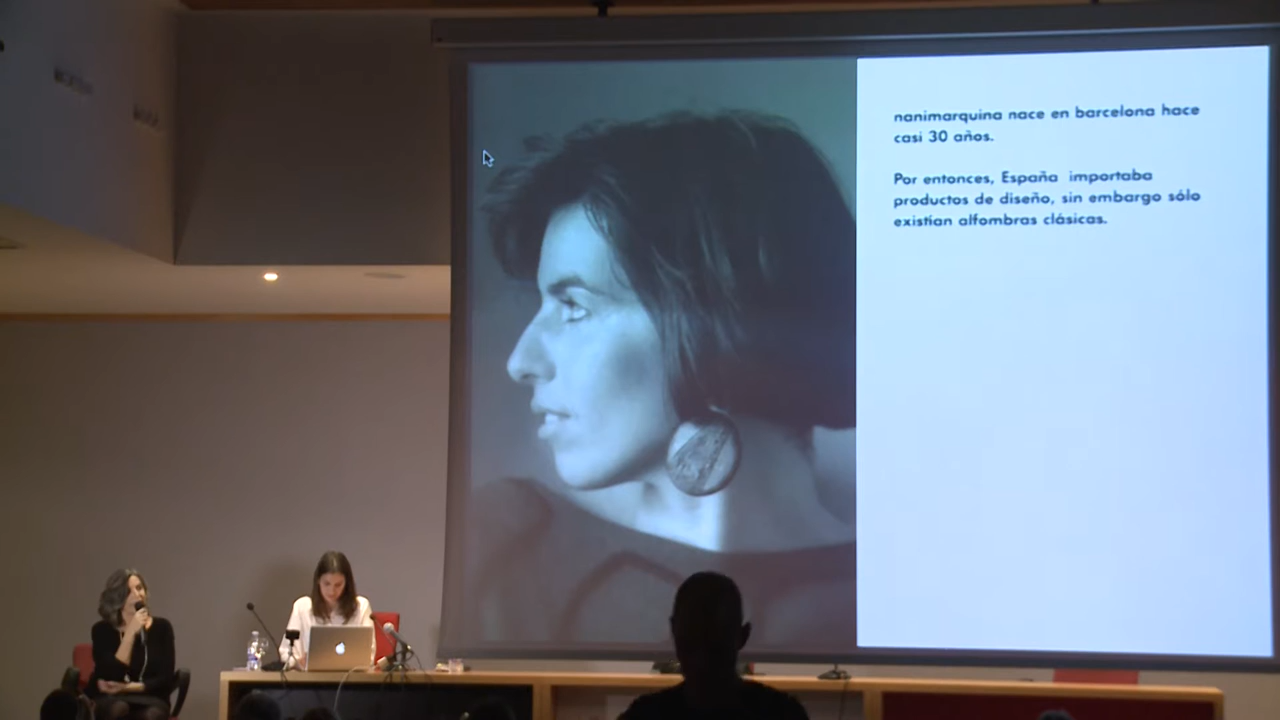 nanimarquina nace en barcelona hace
casi 30 años.
Por entonces, España importaba
productos de diseño, sin embargo sólo
existían alfombras clásicas.